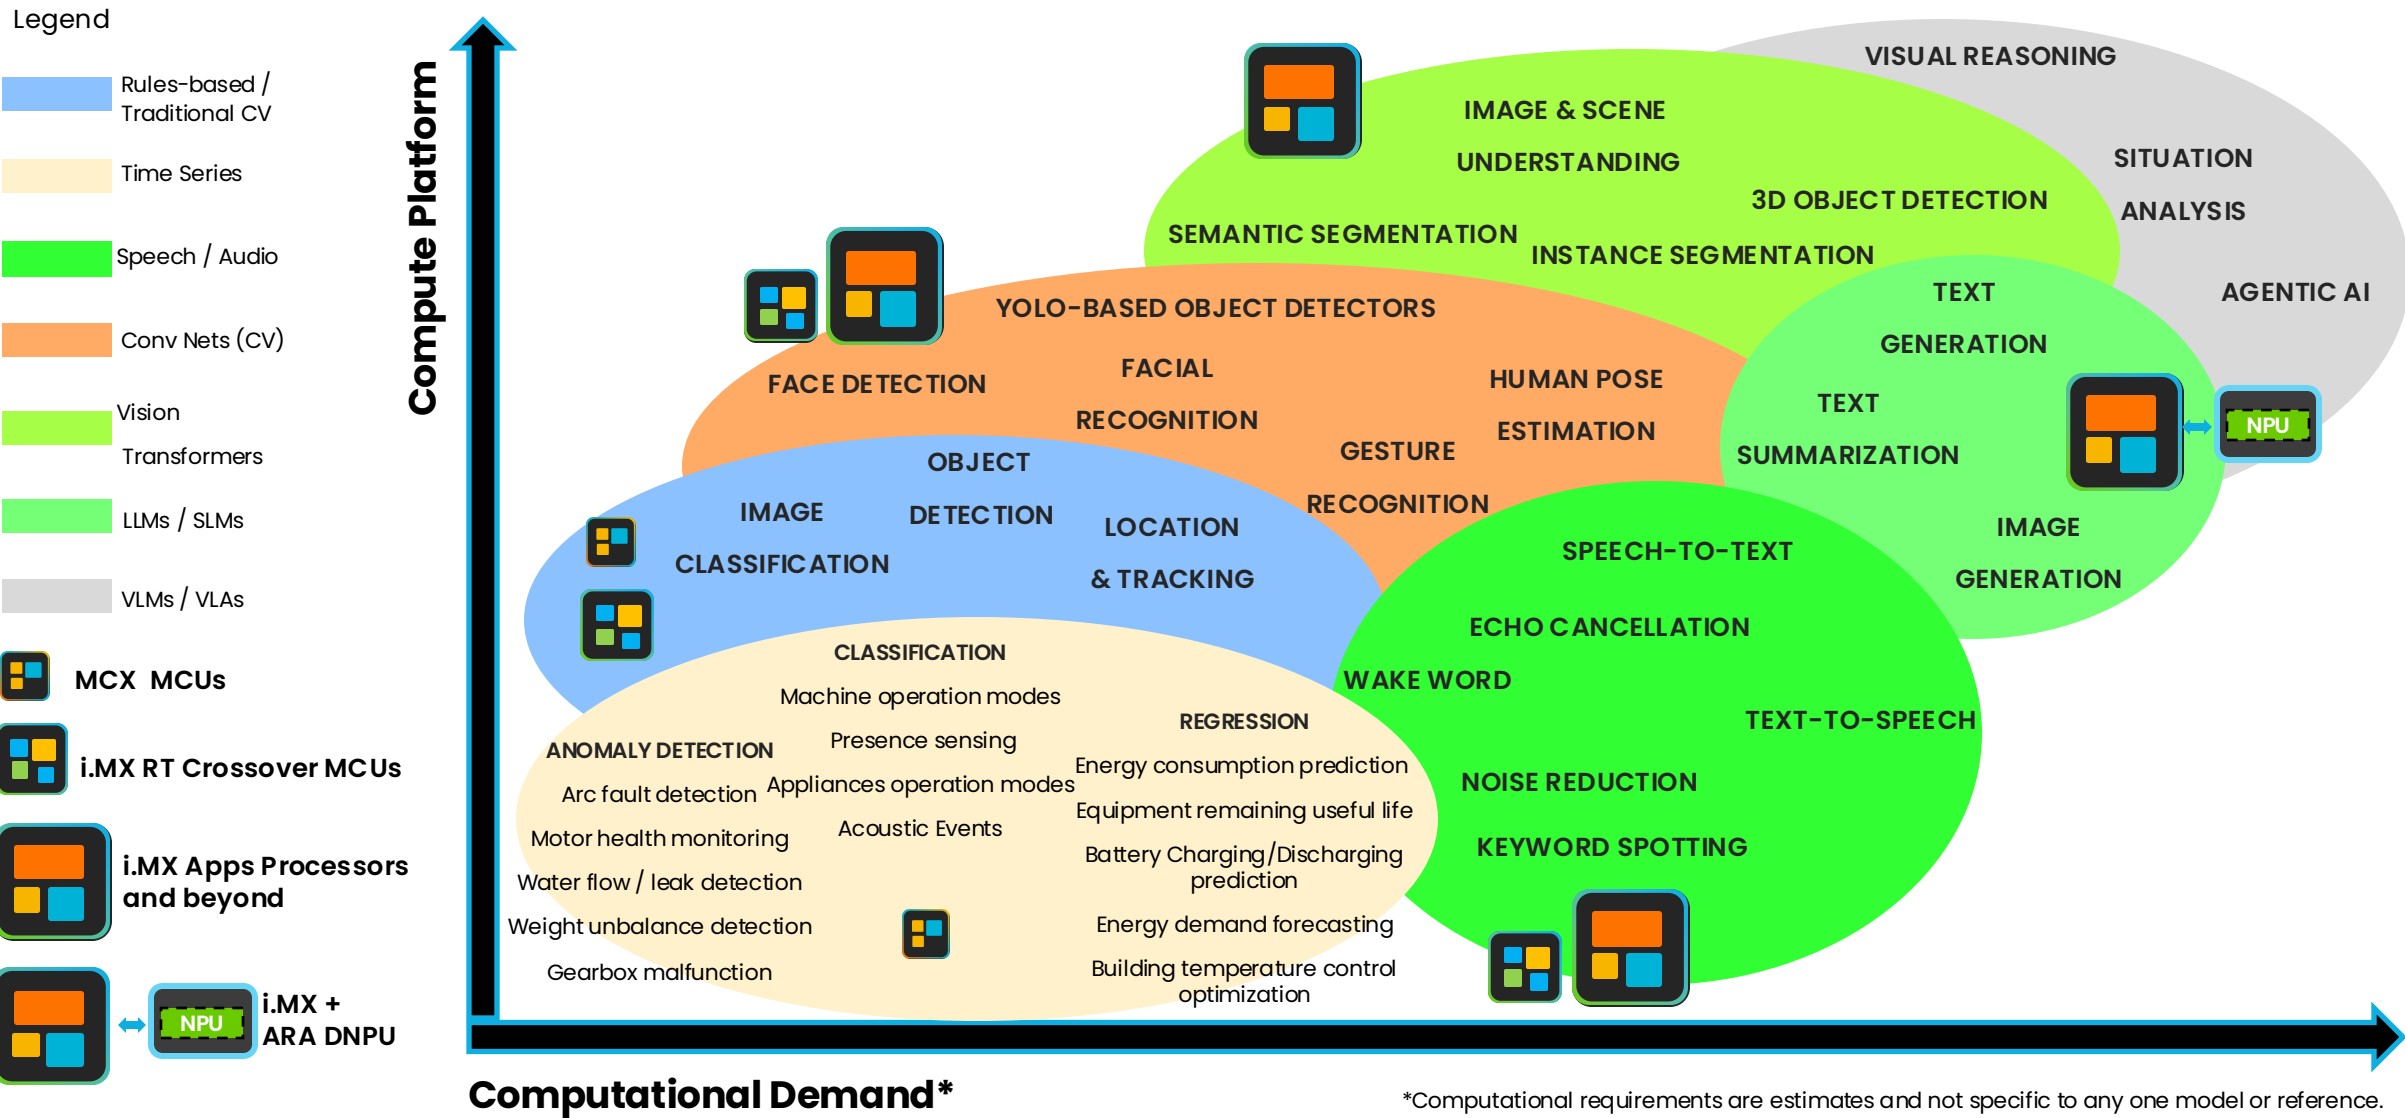 Legend
Rules-based /
Traditional CV
Time Series
Speech / Audio
Conv Nets (CV)
Vision
Transformers
LLMs / SLMs
VLMs / VLAs
MCX MCUs
i.MX RT Crossover MCUs
i.MX Apps Processors
and beyond
NPU
i.MX +
ARA DNPU
Compute Platform
VISUAL REASONING
SITUATION
ANALYSIS
AGENTIC AI
IMAGE & SCENE
UNDERSTANDING
3D OBJECT DETECTION
SEMANTIC SEGMENTATION
INSTANCE SEGMENTATION
TEXT
GENERATION
TEXT
SUMMARIZATION
IMAGE
GENERATION
NPU
YOLO-BASED OBJECT DETECTORS
FACE DETECTION
FACIAL
RECOGNITION
HUMAN POSE
ESTIMATION
GESTURE
RECOGNITION
OBJECT
DETECTION
IMAGE
CLASSIFICATION
LOCATION
& TRACKING
SPEECH-TO-TEXT
ECHO CANCELLATION
WAKE WORD
TEXT-TO-SPEECH
NOISE REDUCTION
KEYWORD SPOTTING
CLASSIFICATION
Machine operation modes
Presence sensing
Appliances operation modes
Acoustic Events
ANOMALY DETECTION
Arc fault detection
Motor health monitoring
Water flow / leak detection
Weight unbalance detection
Gearbox malfunction
REGRESSION
Energy consumption prediction
Equipment remaining useful life
Battery Charging/Discharging
prediction
Energy demand forecasting
Building temperature control
optimization
Computational Demand*
*Computational requirements are estimates and not specific to any one model or reference.